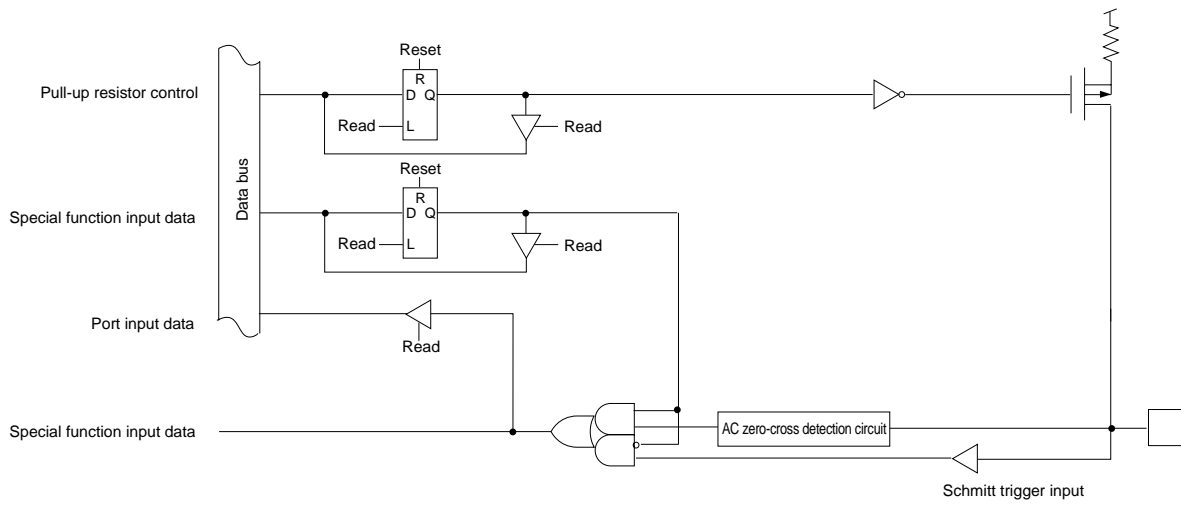 Reset
R
Pull-up resistor control
D Q
Read
L
Read
Data bus
Reset
R
Special function input data
D Q
Read
L
Read
Port input data
Read
Special function input data
AC zero-cross detection circuit
Schmitt trigger input